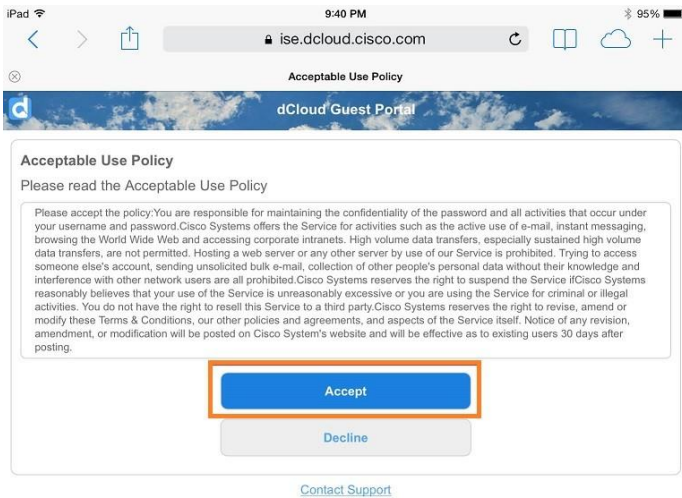 iPad 9:40 PM 95%
ise.dcloud.cisco.com
Acceptable Use Policy
d dCloud Guest Portal
Acceptable Use Policy
Please read the Acceptable Use Policy
Please accept the policy:You are responsible for maintaining the confidentiality of the password and all activities that occur under
your username and password.Cisco Systems offers the Service for activities such as the active use of e-mail, instant messaging,
browsing the World Wide Web and accessing corporate intranets. High volume data transfers, especially sustained high volume
data transfers, are not permitted. Hosting a web server or any other server by use of our Service is prohibited. Trying to access
someone else's account, sending unsolicited bulk e-mail, collection of other people's personal data without their knowledge and
interference with other network users are all prohibited.Cisco Systems reserves the right to suspend the Service ifCisco Systems
reasonably believes that your use of the Service is unreasonably excessive or you are using the Service for criminal or illegal
activities. You do not have the right to resell this Service to a third party.Cisco Systems reserves the right to revise, amend or
modify these Terms & Conditions, our other policies and agreements, and aspects of the Service itself. Notice of any revision,
amendment, or modification will be posted on Cisco System's website and will be effective as to existing users 30 days after
posting.
Accept
Decline
Contact Support